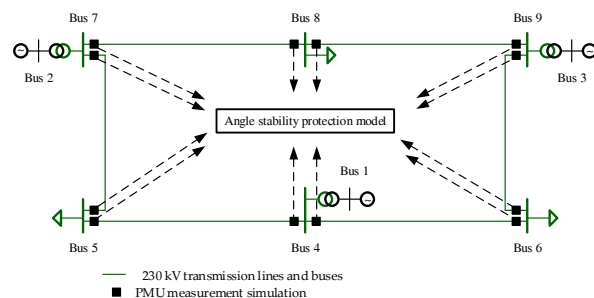 Bus 7
Bus 8
Bus 9
~
~
Bus 2
Bus 3
Angle stability protection model
Bus 1
~
Bus 5
Bus 4
Bus 6
230 kV transmission lines and buses
PMU measurement simulation